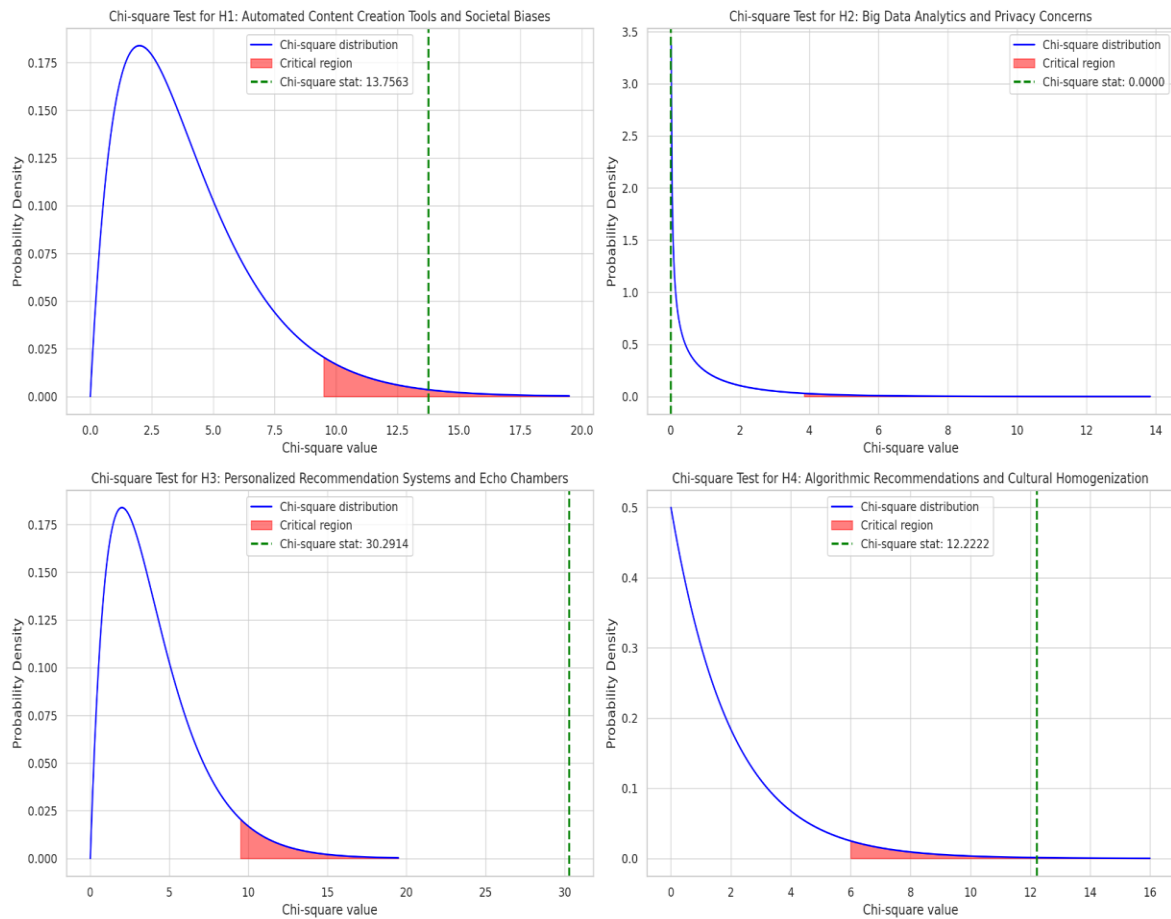 Chi-square Test for H1: Automated Content Creation Tools and Societal Biases
Chi-square distribution
Critical region
Chi-square stat: 13.7563
0.175
0.150
0.125
0.100
0.075
0.050
0.025
0.000
Probability Density
0.0 2.5 5.0 7.5 10.0 12.5 15.0 17.5 20.0
Chi-square value
Chi-square Test for H2: Big Data Analytics and Privacy Concerns
Chi-square distribution
Critical region
Chi-square stat: 0.0000
3.5
3.0
2.5
2.0
1.5
1.0
0.5
0.0
Probability Density
0 2 4 6 8 10 12 14
Chi-square value
Chi-square Test for H3: Personalized Recommendation Systems and Echo Chambers
Chi-square distribution
Critical region
Chi-square stat: 30.2914
0.175
0.150
0.125
0.100
0.075
0.050
0.025
0.000
Probability Density
0 5 10 15 20 25 30
Chi-square value
Chi-square Test for H4: Algorithmic Recommendations and Cultural Homogenization
Chi-square distribution
Critical region
Chi-square stat: 12.2222
0.5
0.4
0.3
0.2
0.1
0.0
Probability Density
0 2 4 6 8 10 12 14 16
Chi-square value